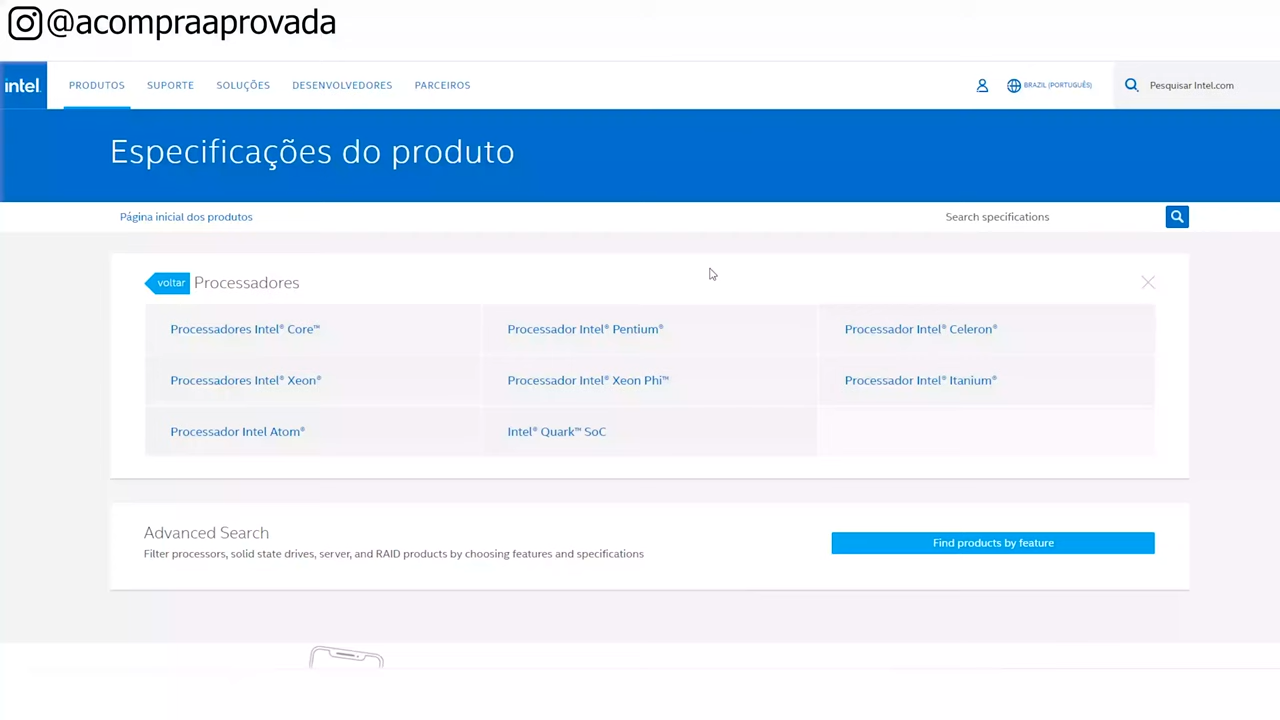 @acompraaprovada
intel.
PRODUTOS SUPORTE SOLUÇÕES DESENVOLVEDORES PARCEIROS BRAZIL (PORTUGUÊS) Pesquisar Intel.com
Especificações do produto
Página inicial dos produtos Search specifications
voltar Processadores
Processadores Intel® Core™ Processador Intel® Pentium® Processador Intel® Celeron®
Processadores Intel® Xeon® Processador Intel® Xeon Phi™ Processador Intel® Itanium®
Processador Intel Atom® Intel® Quark™ SoC
Advanced Search
Filter processors, solid state drives, server, and RAID products by choosing features and specifications
Find products by feature